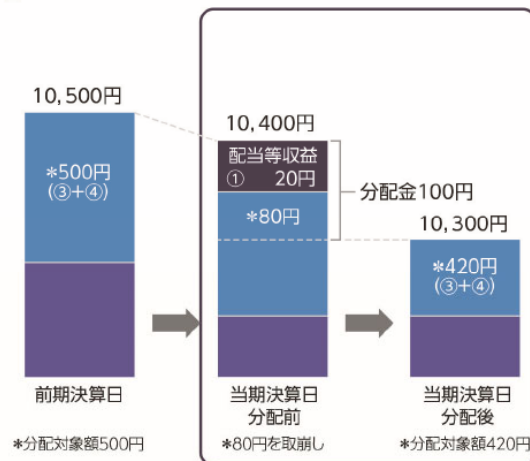 10,500円
*500円
(③+④)
前期決算日
*分配対象額500円
10,400円
配当等収益
① 20円
*80円
分配金100円
当期決算日
分配前
*80円を取崩し
10,300円
*420円
(③+④)
当期決算日
分配後
*分配対象額420円